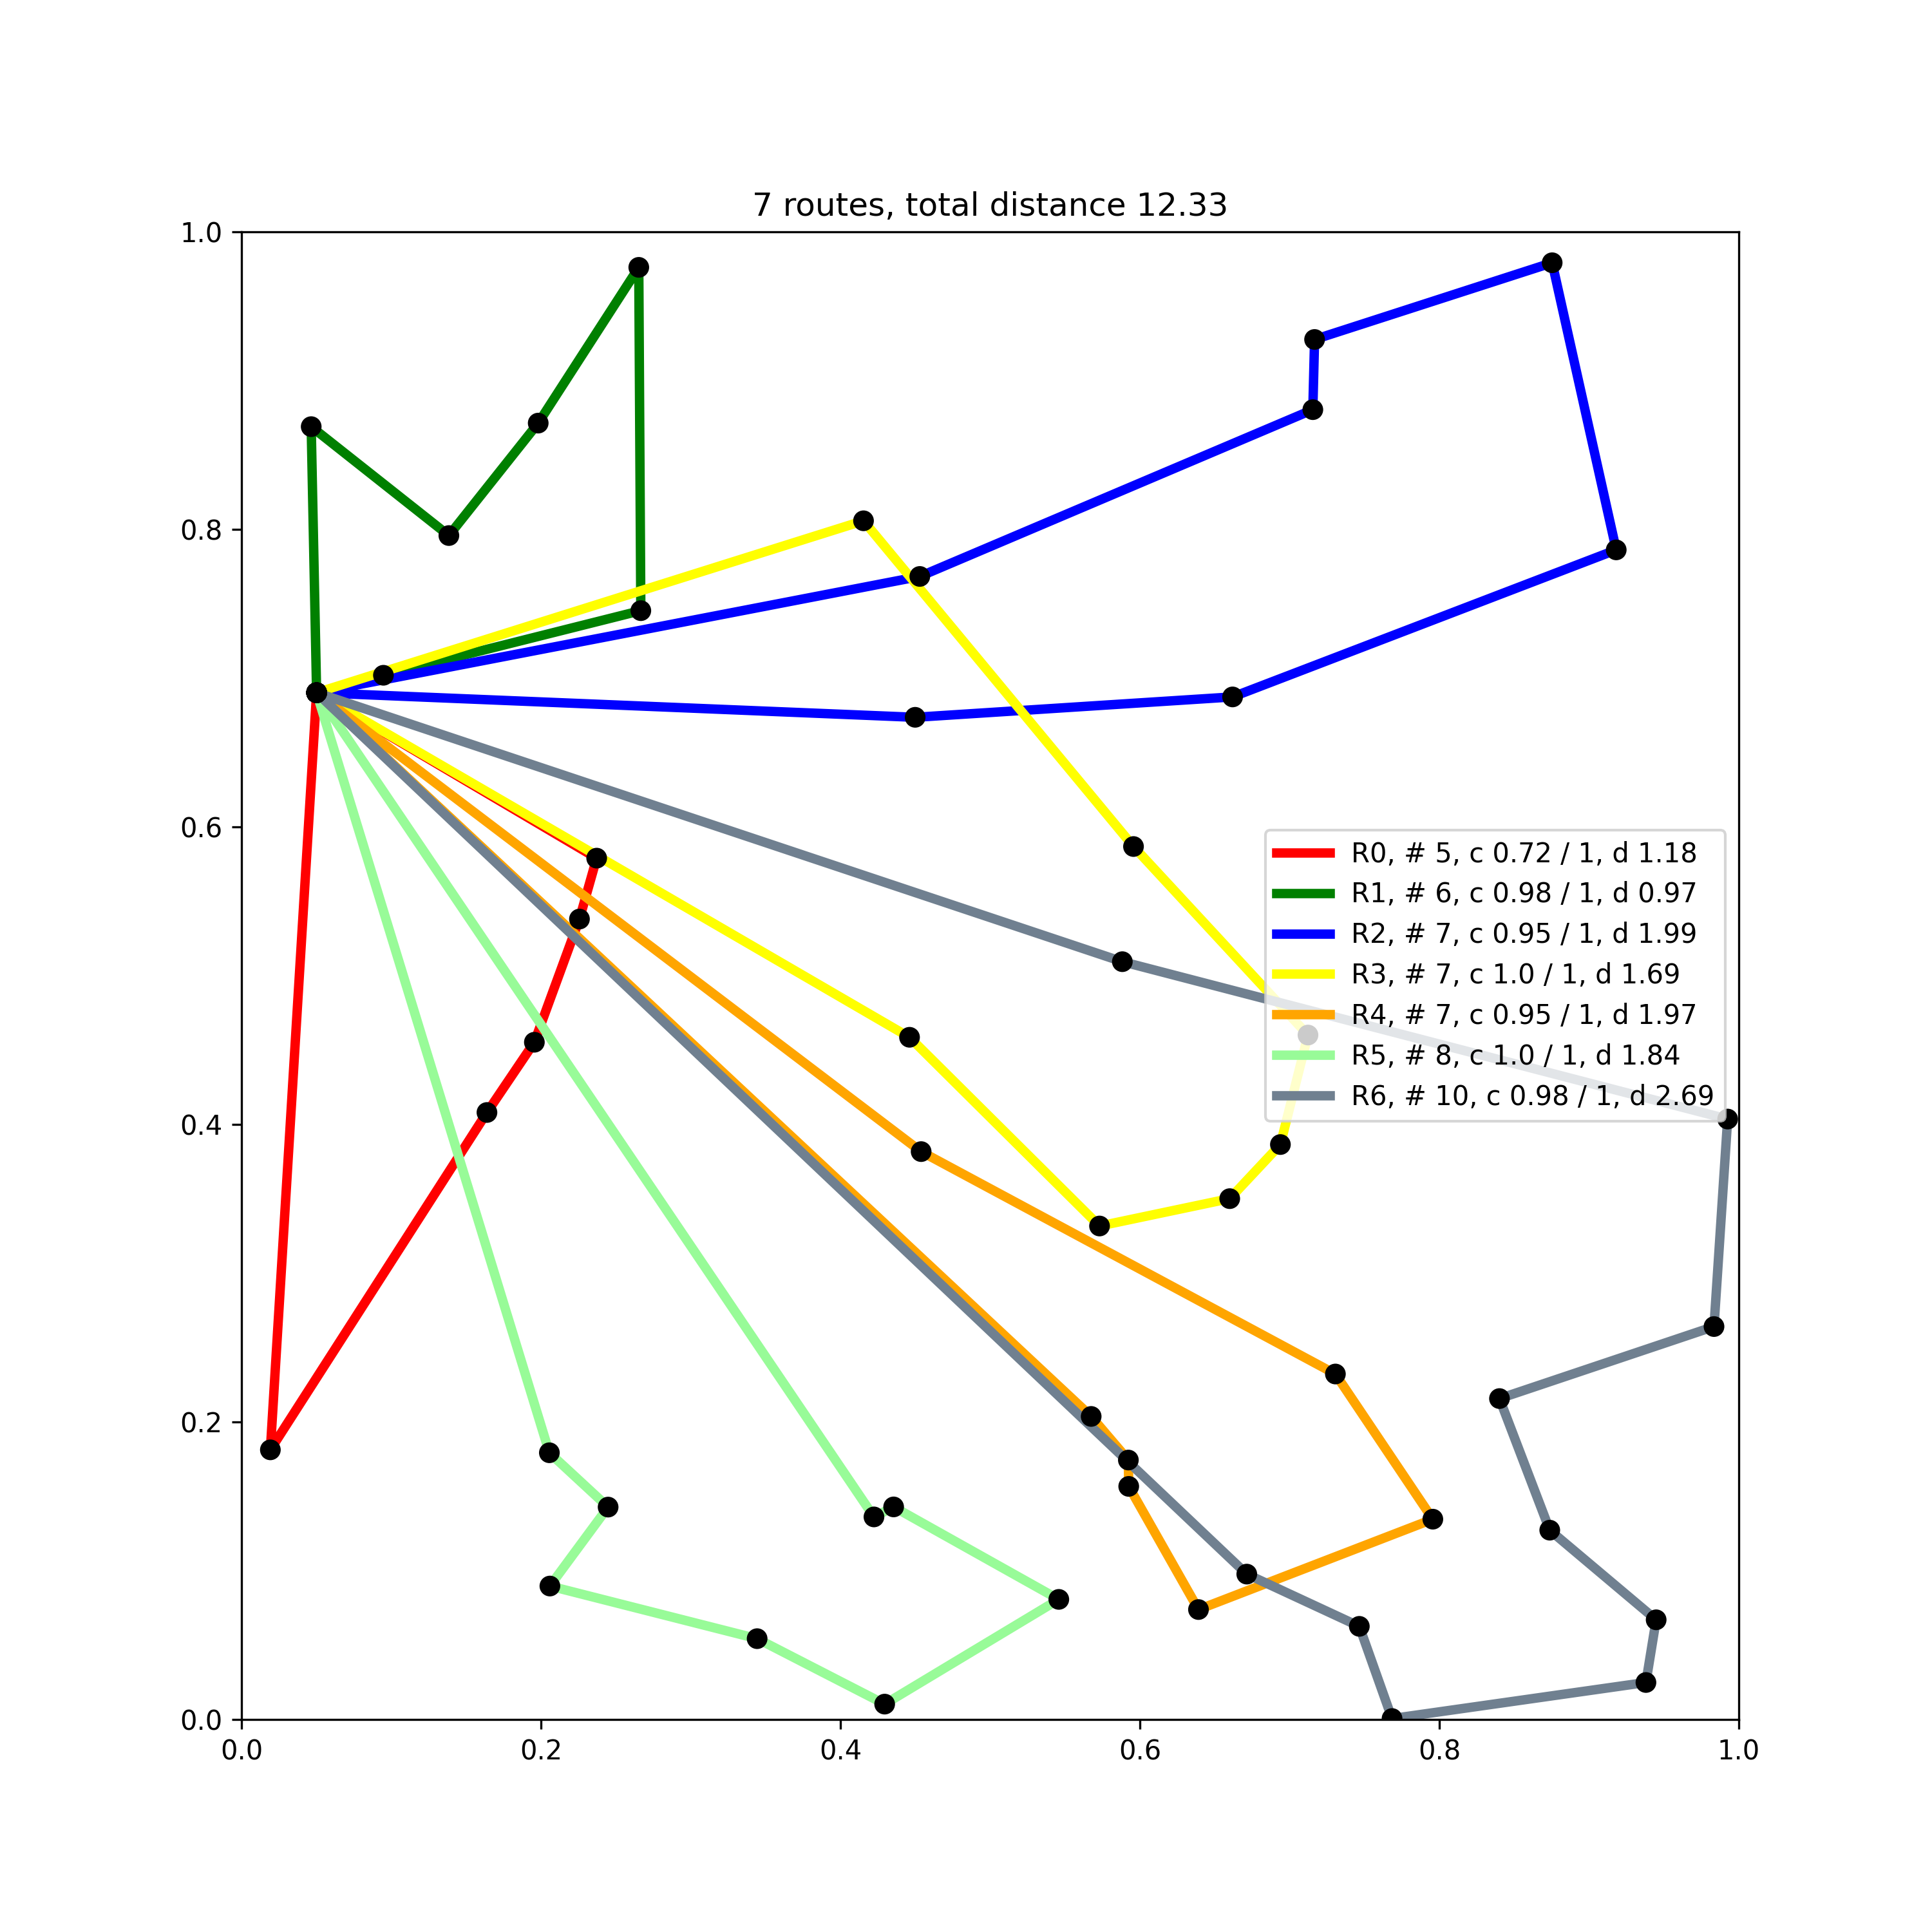 7 routes, total distance 12.33
1.0
0.8
0.6
0.4
0.2
0.0
R0, # 5, c 0.72 / 1, d 1.18
R1, # 6, c 0.98 / 1, d 0.97
R2, # 7, c 0.95 / 1, d 1.99
R3, # 7, c 1.0 / 1, d 1.69
R4, # 7, c 0.95 / 1, d 1.97
R5, # 8, c 1.0 / 1, d 1.84
R6, # 10, c 0.98 / 1, d 2.69
0.0 0.2 0.4 0.6 0.8 1.0